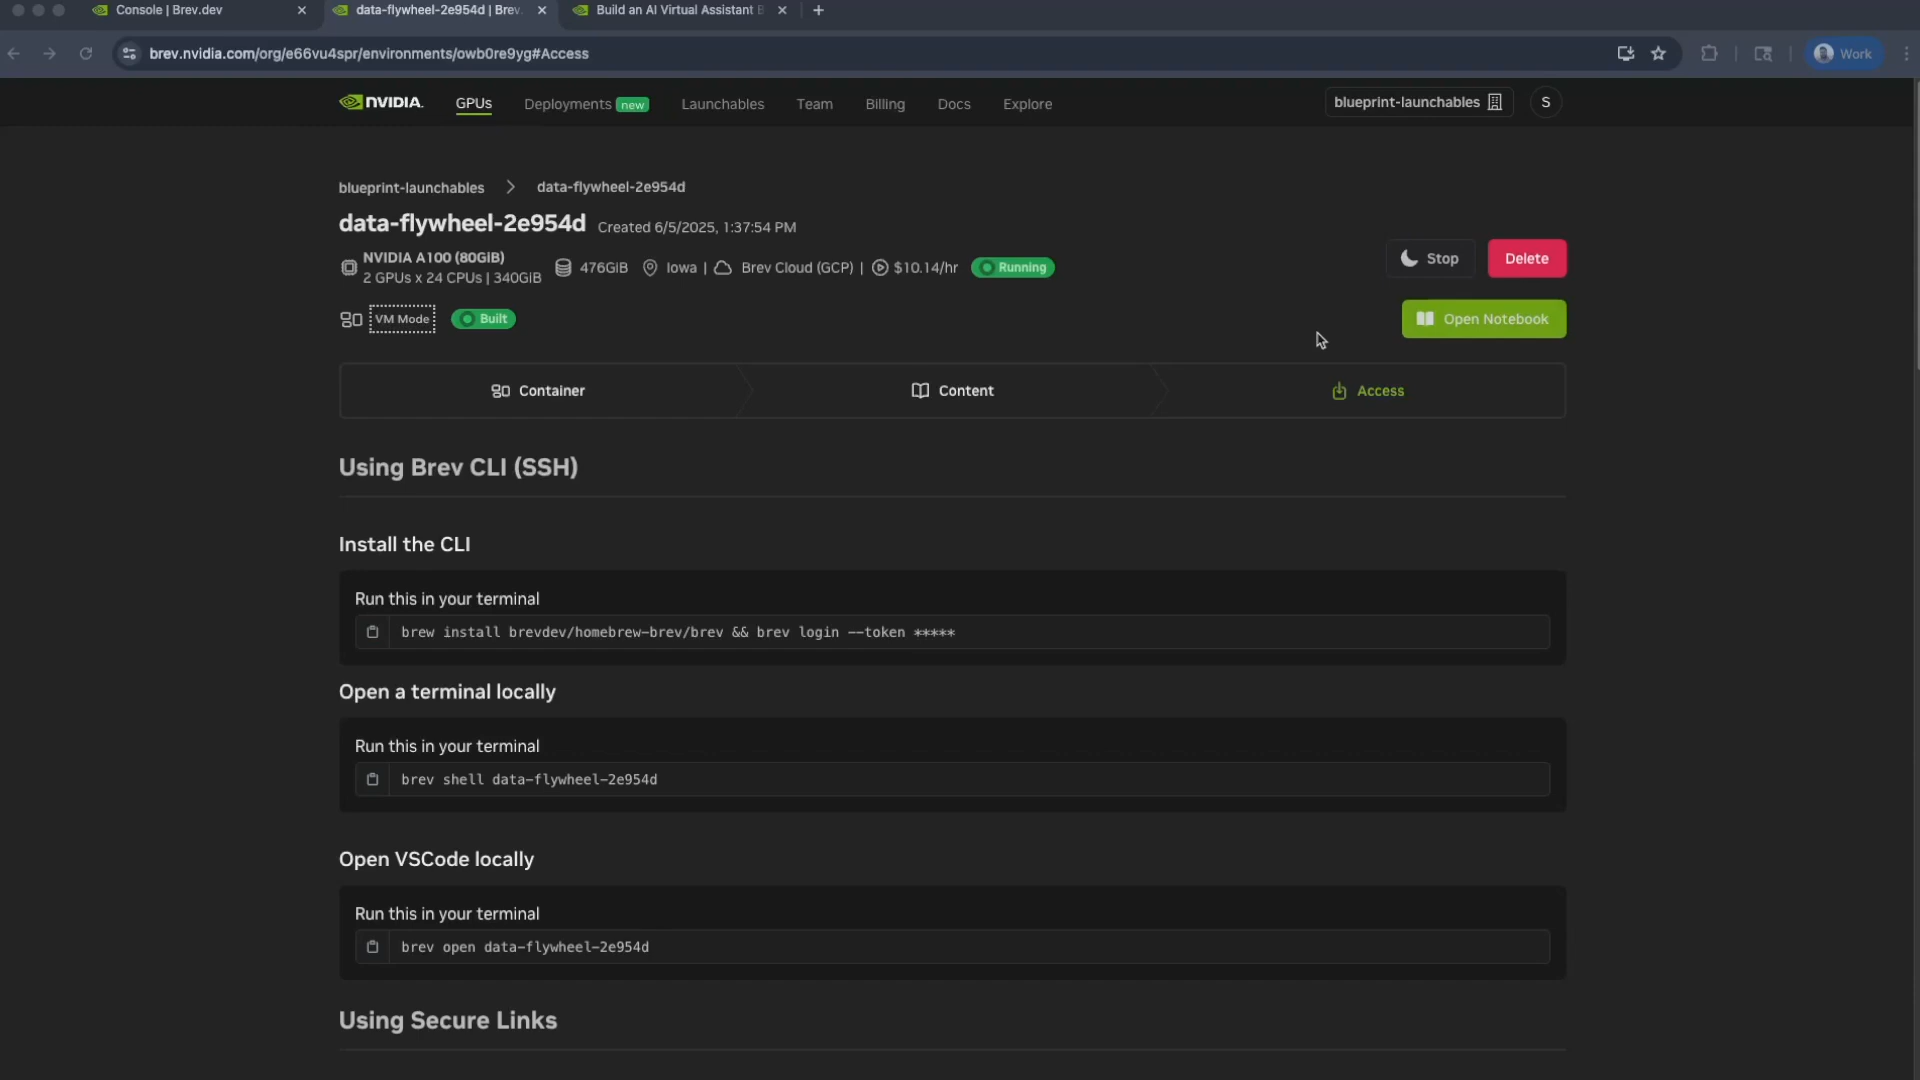 Console | Brev.dev
data-flywheel-2e954d | Brev.
Build an AI Virtual Assistant B
brev.nvidia.com/org/e66vu4spr/environments/owb0re9yg#Access
Work
NVIDIA.
GPUs
Deployments new
Launchables
Team
Billing
Docs
Explore
blueprint-launchables
S
blueprint-launchables
data-flywheel-2e954d
data-flywheel-2e954d Created 6/5/2025, 1:37:54 PM
NVIDIA A100 (80GiB)
2 GPUs x 24 CPUs | 340GiB
476GiB
Iowa |
Brev Cloud (GCP) |
$10.14/hr
Running
Stop
Delete
VM Mode
Built
Open Notebook
Container
Content
Access
Using Brev CLI (SSH)
Install the CLI
Run this in your terminal
brew install brevdev/homebrew-brev/brev && brev login --token *****
Open a terminal locally
Run this in your terminal
brev shell data-flywheel-2e954d
Open VSCode locally
Run this in your terminal
brev open data-flywheel-2e954d
Using Secure Links